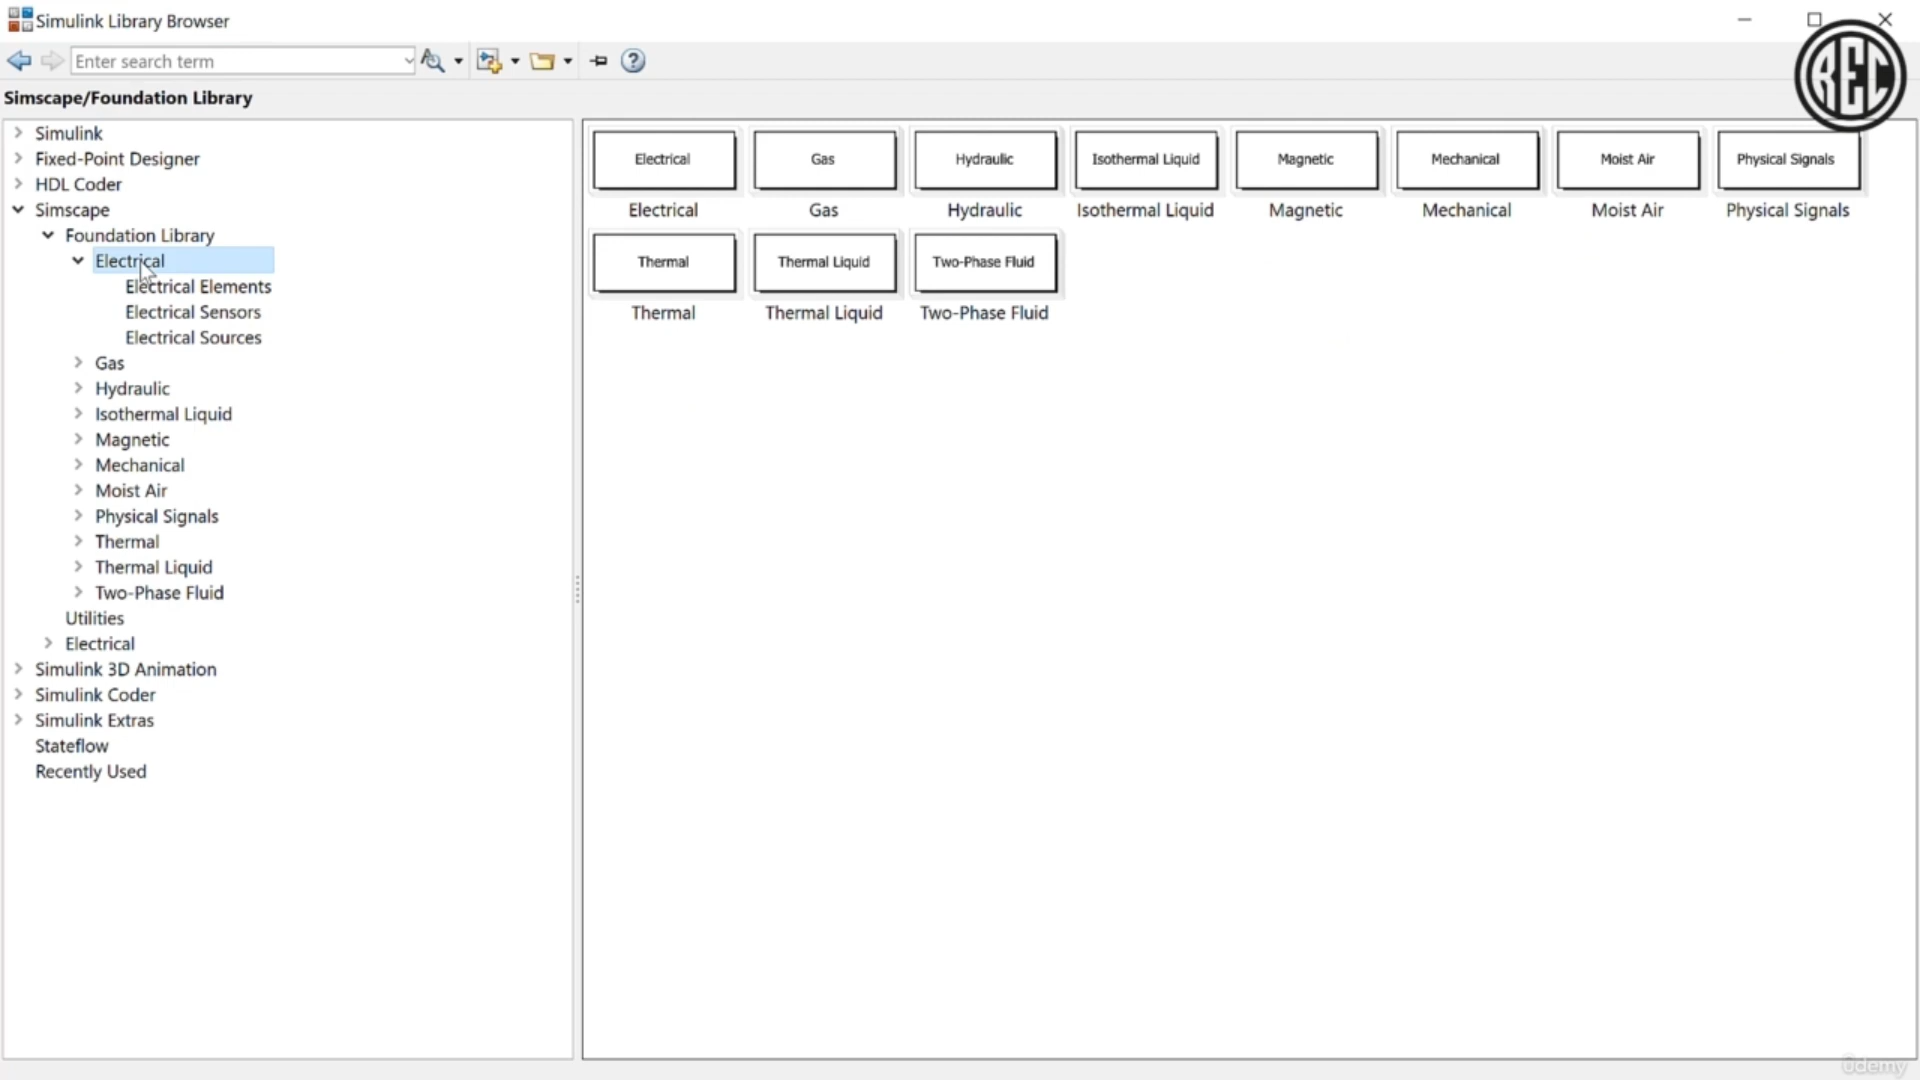 Simulink Library Browser
Enter search term
Simscape/Foundation Library
REC
Simulink
Fixed-Point Designer
HDL Coder
Simscape
Foundation Library
Electrical
Electrical Elements
Electrical Sensors
Electrical Sources
Gas
Hydraulic
Isothermal Liquid
Magnetic
Mechanical
Moist Air
Physical Signals
Thermal
Thermal Liquid
Two-Phase Fluid
Utilities
Electrical
Simulink 3D Animation
Simulink Coder
Simulink Extras
Stateflow
Recently Used
Electrical Gas Hydraulic Isothermal Liquid Magnetic Mechanical Moist Air Physical Signals
Electrical Gas Hydraulic Isothermal Liquid Magnetic Mechanical Moist Air Physical Signals
Thermal Thermal Liquid Two-Phase Fluid
Thermal Thermal Liquid Two-Phase Fluid
ûdemy